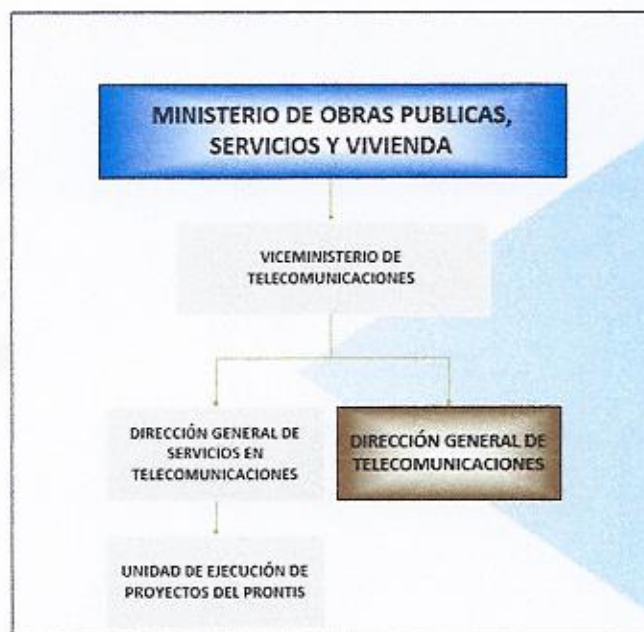 MINISTERIO DE OBRAS PUBLICAS,
SERVICIOS Y VIVIENDA
VICEMINISTERIO DE
TELECOMUNICACIONES
DIRECCIÓN GENERAL DE
SERVICIOS EN
TELECOMUNICACIONES
DIRECCIÓN GENERAL DE
TELECOMUNICACIONES
UNIDAD DE EJECUCIÓN DE
PROYECTOS DEL PRONTIS